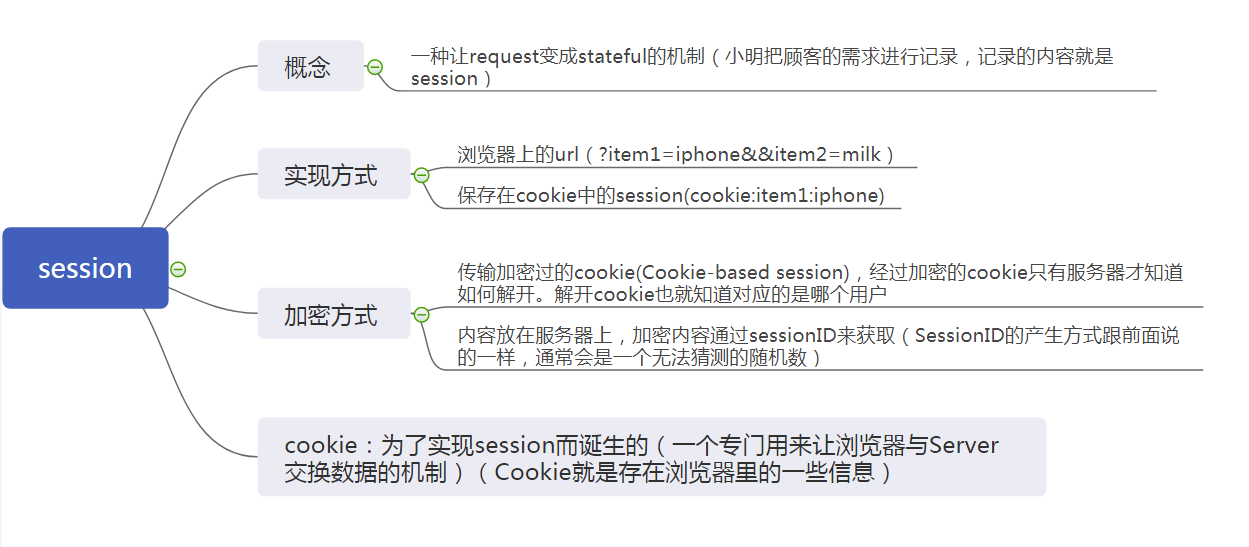 概念
一种让request变成stateful的机制（小明把顾客的需求进行记录，记录的内容就是
session）
实现方式
浏览器上的url（?item1=iphone&&item2=milk）
保存在cookie中的session(cookie:item1:iphone)
session
加密方式
传输加密过的cookie(Cookie-based session)，经过加密的cookie只有服务器才知道
如何解开。解开cookie也就知道对应的是哪个用户
内容放在服务器上，加密内容通过sessionID来获取（SessionID的产生方式跟前面说
的一样，通常会是一个无法猜测的随机数）
cookie：为了实现session而诞生的（一个专门用来让浏览器与Server
交换数据的机制）（Cookie就是存在浏览器里的一些信息）